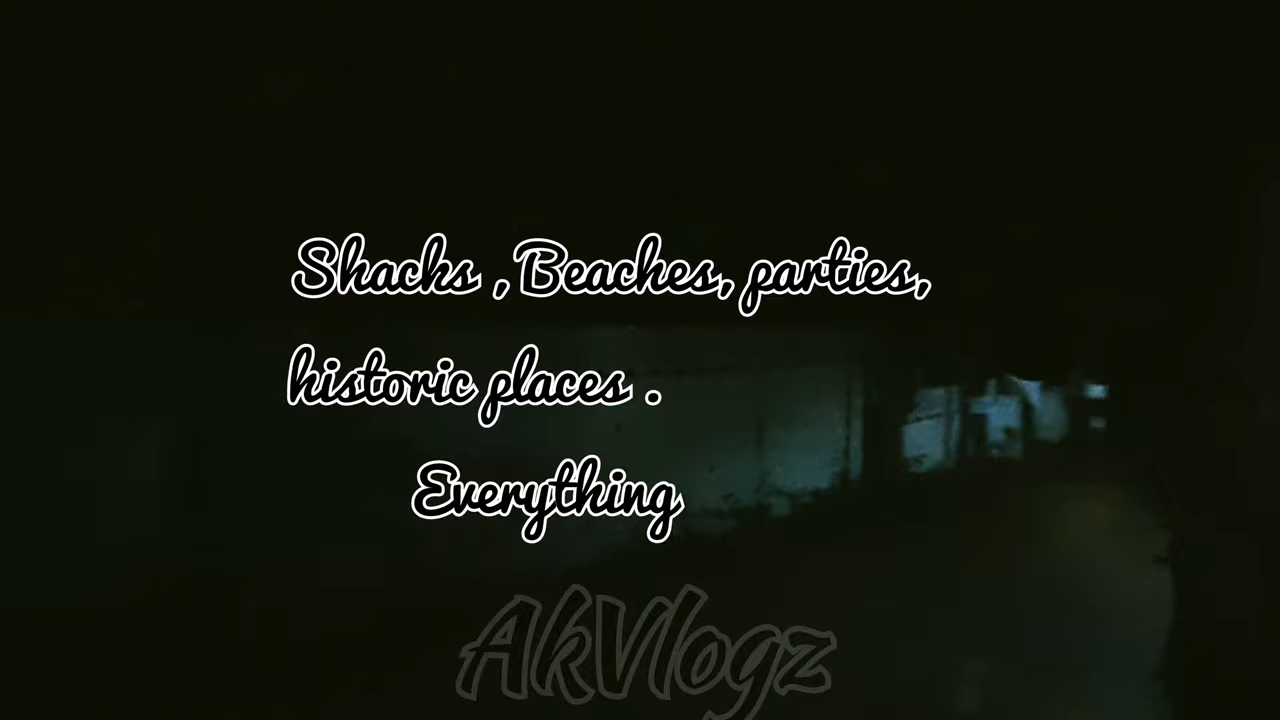 Shacks , Beaches, parties,
historic places .
Everything
AkVlogz